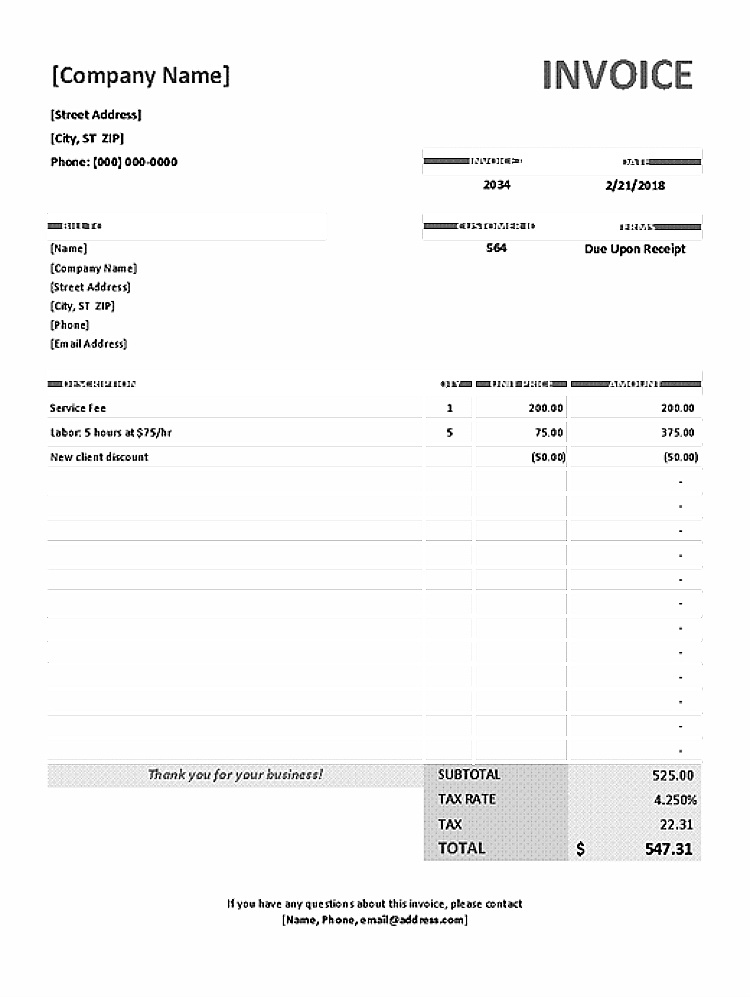 [Company Name] INVOICE
[Street Address]
[City, ST ZIP]
Phone: (000) 000-0000
INVOICE # DATE
2034 2/21/2018
BILL TO CUSTOMER ID TERMS
[Name] 564 Due Upon Receipt
[Company Name]
[Street Address]
[City, ST ZIP]
[Phone]
[Email Address]
DESCRIPTION QTY UNIT PRICE AMOUNT
Service Fee 1 200.00 200.00
Labor: 5 hours at $75/hr 5 75.00 375.00
New client discount (50.00) (50.00)
-
-
-
-
-
-
-
-
-
-
-
-
Thank you for your business! SUBTOTAL 525.00
TAX RATE 4.250%
TAX 22.31
TOTAL $ 547.31
If you have any questions about this invoice, please contact
[Name, Phone, email@address.com]